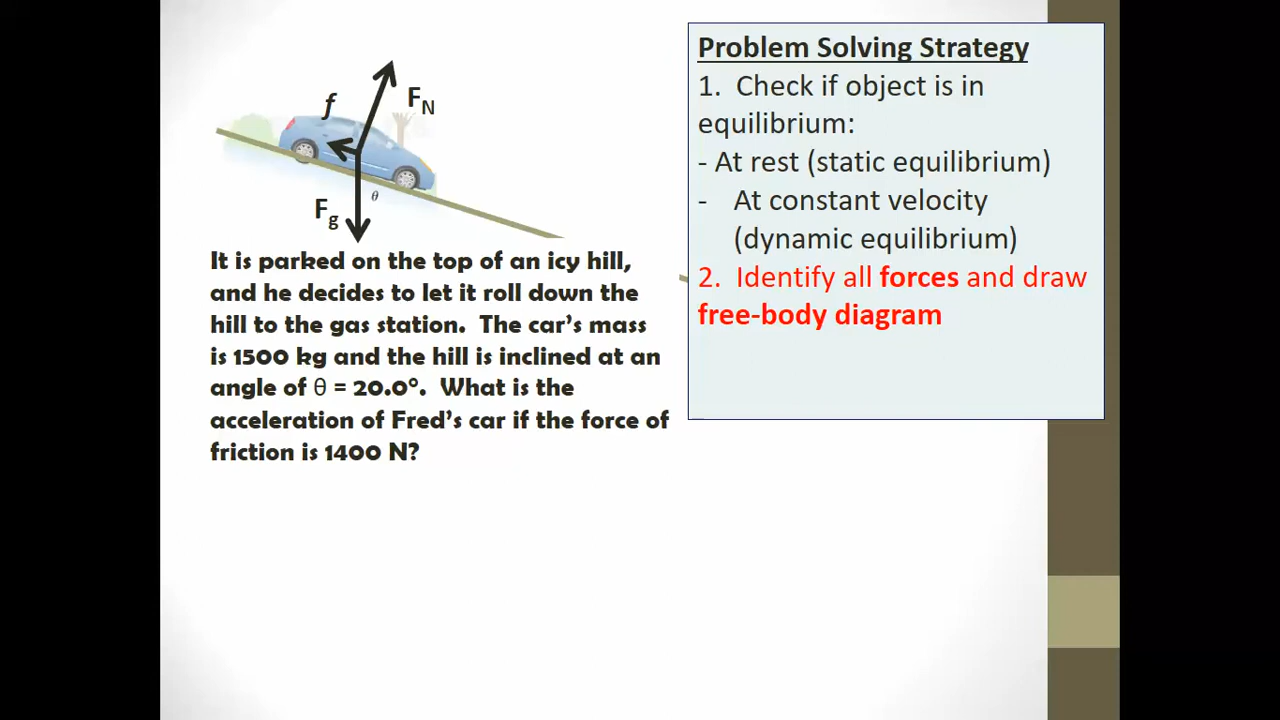 f
FN
θ
Fg
It is parked on the top of an icy hill,
and he decides to let it roll down the
hill to the gas station. The car's mass
is 1500 kg and the hill is inclined at an
angle of θ = 20.0°. What is the
acceleration of Fred's car if the force of
friction is 1400 N?
Problem Solving Strategy
1. Check if object is in
equilibrium:
- At rest (static equilibrium)
- At constant velocity
(dynamic equilibrium)
2. Identify all forces and draw
free-body diagram